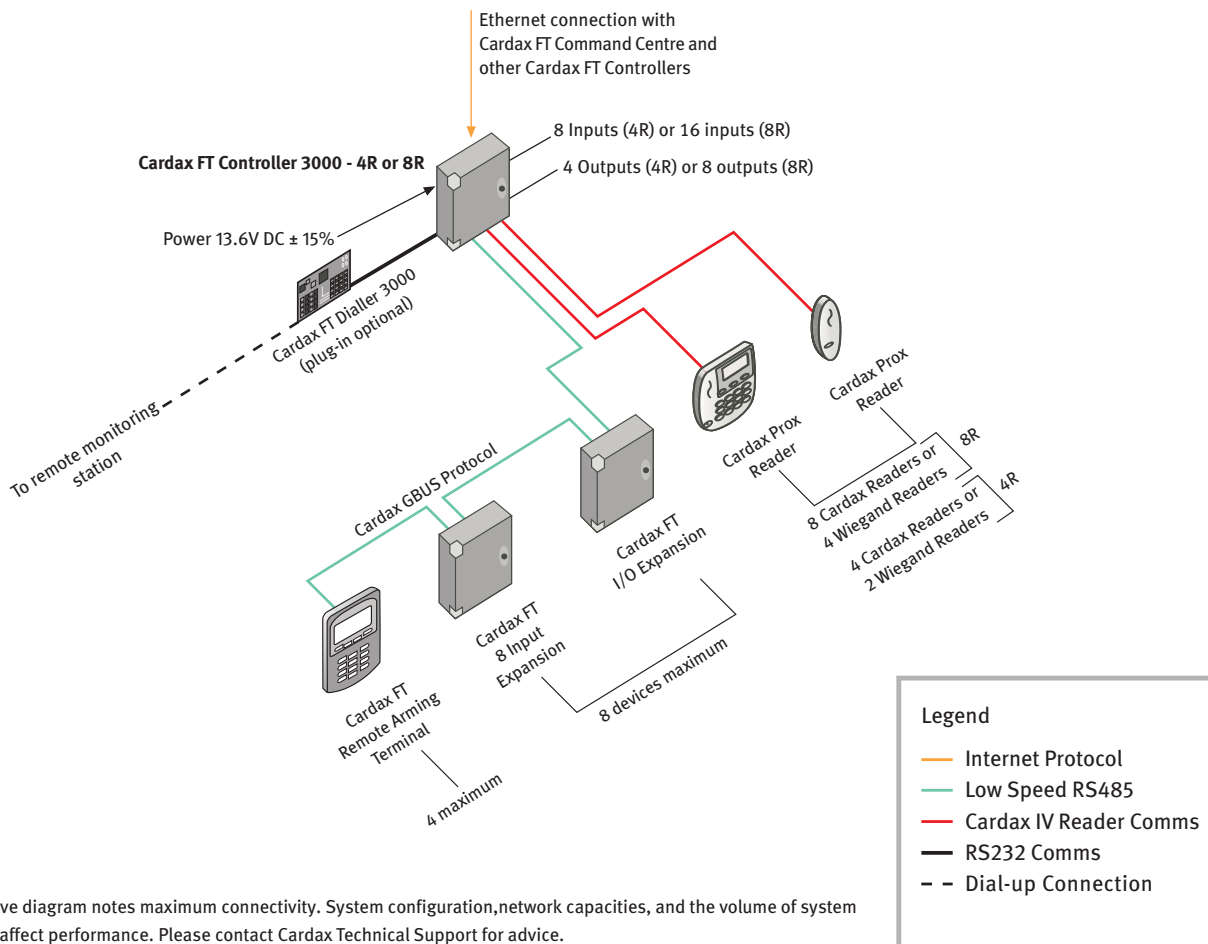 Ethernet connection with
Cardax FT Command Centre and
other Cardax FT Controllers
8 Inputs (4R) or 16 inputs (8R)
Cardax FT Controller 3000 - 4R or 8R
4 Outputs (4R) or 8 outputs (8R)
Power 13.6V DC ± 15%
Cardax FT Dialler 3000
(plug-in optional)
To remote monitoring
station
Cardax GBUS Protocol
Cardax Prox
Reader
Cardax Prox
Reader
8 Cardax Readers or
4 Wiegand Readers
8R
4 Cardax Readers or
2 Wiegand Readers
4R
Cardax FT
I/O Expansion
Cardax FT
8 Input
Expansion
8 devices maximum
Cardax FT
Remote Arming
Terminal
4 maximum
Legend
Internet Protocol
Low Speed RS485
Cardax IV Reader Comms
RS232 Comms
Dial-up Connection
ve diagram notes maximum connectivity. System configuration,network capacities, and the volume of system
affect performance. Please contact Cardax Technical Support for advice.